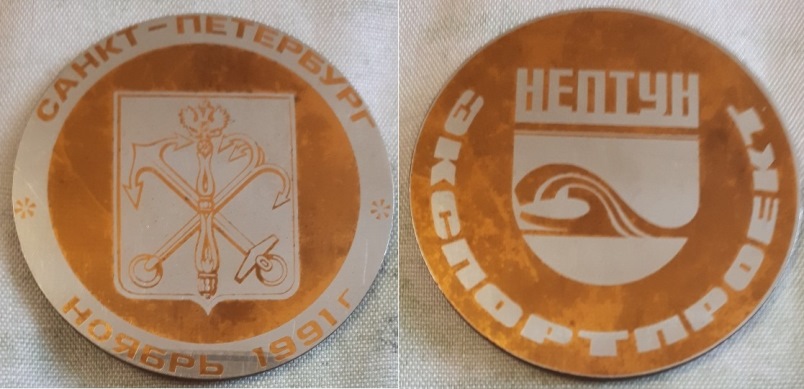 САНКТ-ПЕТЕРБУРГ
НОЯБРЬ 1991 г
НЕПТУН
ЭКСПОРТПРОЕКТ